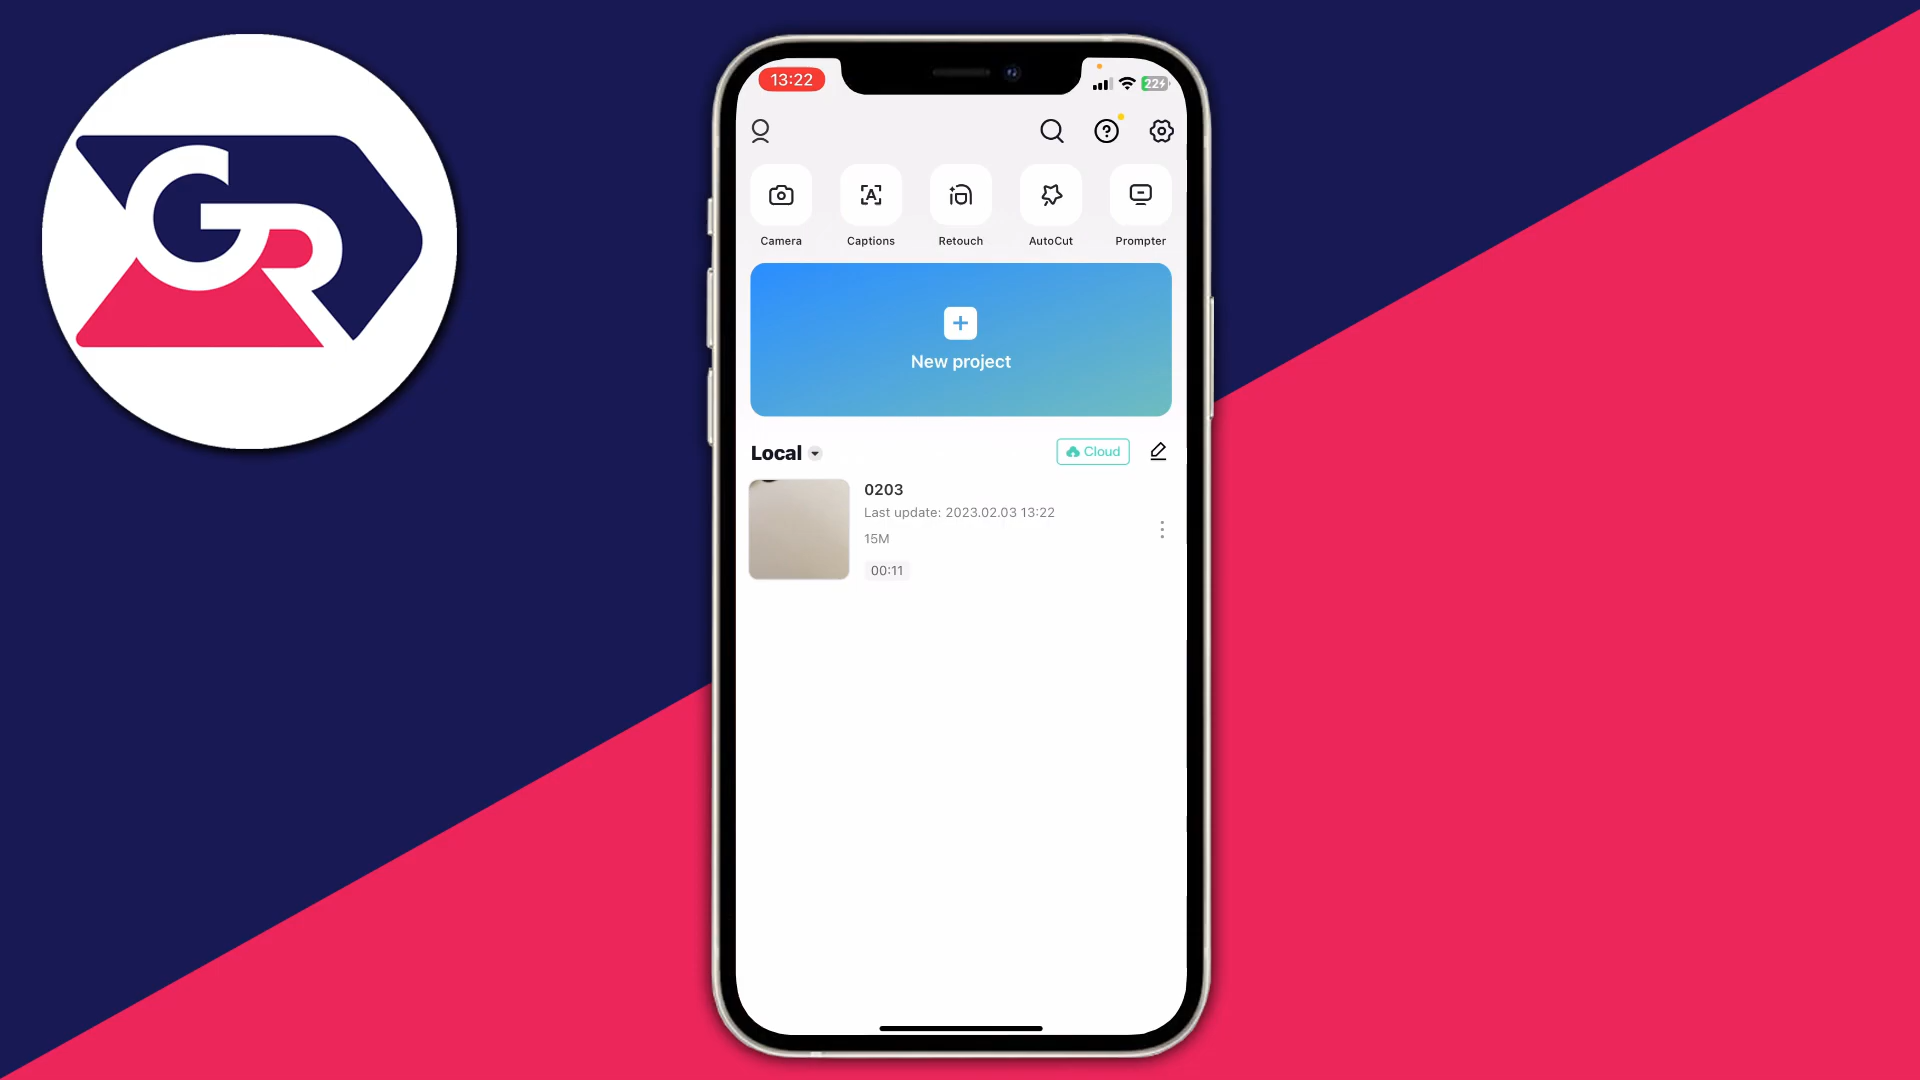 GR
13:22
22
Camera
Captions
Retouch
AutoCut
Prompter
New project
Local
Cloud
0203
Last update: 2023.02.03 13:22
15M
00:11